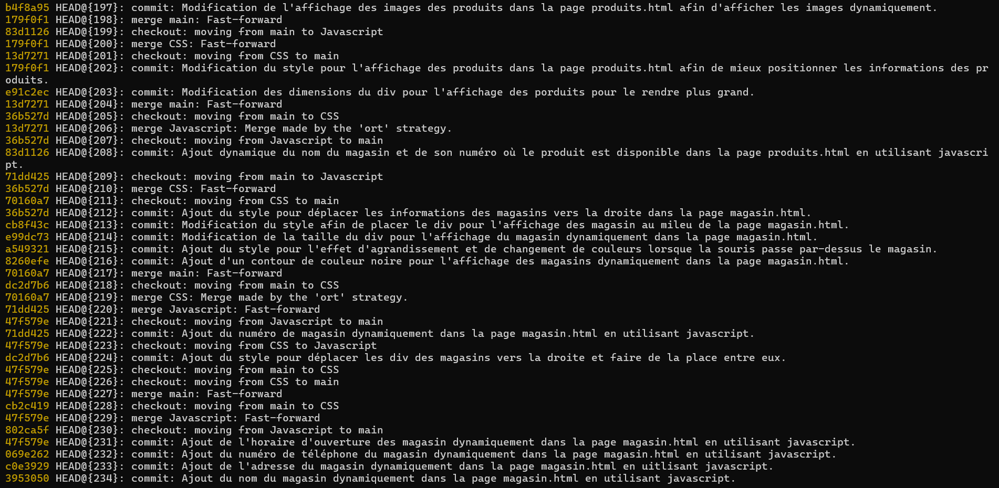 b4f8a95 HEAD@{197}: commit: Modification de l'affichage des images des produits dans la page produits.html afin d'afficher les images dynamiquement.
179f0f1 HEAD@{198}: merge main: Fast-forward
83d1126 HEAD@{199}: checkout: moving from main to Javascript
179f0f1 HEAD@{200}: merge CSS: Fast-forward
13d7271 HEAD@{201}: checkout: moving from CSS to main
179f0f1 HEAD@{202}: commit: Modification du style pour l'affichage des produits dans la page produits.html afin de mieux positionner les informations des pr
oduits.
e91c2ec HEAD@{203}: commit: Modification des dimensions du div pour l'affichage des porduits pour le rendre plus grand.
13d7271 HEAD@{204}: merge main: Fast-forward
36b527d HEAD@{205}: checkout: moving from main to CSS
13d7271 HEAD@{206}: merge Javascript: Merge made by the 'ort' strategy.
36b527d HEAD@{207}: checkout: moving from Javascript to main
83d1126 HEAD@{208}: commit: Ajout dynamique du nom du magasin et de son numéro où le produit est disponible dans la page produits.html en utilisant javascri
pt.
71dd425 HEAD@{209}: checkout: moving from main to Javascript
36b527d HEAD@{210}: merge CSS: Fast-forward
70160a7 HEAD@{211}: checkout: moving from CSS to main
36b527d HEAD@{212}: commit: Ajout du style pour déplacer les informations des magasins vers la droite dans la page magasin.html.
cb8f43c HEAD@{213}: commit: Modification du style afin de placer le div pour l'affichage des magasin au mileu de la page magasin.html.
e99dc73 HEAD@{214}: commit: Modification de la taille du div pour l'affichage du magasin dynamiquement dans la page magasin.html.
a549321 HEAD@{215}: commit: Ajout du style pour l'effet d'agrandissement et de changement de couleurs lorsque la souris passe par-dessus le magasin.
8260efe HEAD@{216}: commit: Ajout d'un contour de couleur noire pour l'affichage des magasins dynamiquement dans la page magasin.html.
70160a7 HEAD@{217}: merge main: Fast-forward
dc2d7b6 HEAD@{218}: checkout: moving from main to CSS
70160a7 HEAD@{219}: merge CSS: Merge made by the 'ort' strategy.
71dd425 HEAD@{220}: merge Javascript: Fast-forward
47f579e HEAD@{221}: checkout: moving from Javascript to main
71dd425 HEAD@{222}: commit: Ajout du numéro de magasin dynamiquement dans la page magasin.html en utilisant javascript.
47f579e HEAD@{223}: checkout: moving from CSS to Javascript
dc2d7b6 HEAD@{224}: commit: Ajout du style pour déplacer les div des magasins vers la droite et faire de la place entre eux.
47f579e HEAD@{225}: checkout: moving from main to CSS
47f579e HEAD@{226}: checkout: moving from CSS to main
47f579e HEAD@{227}: merge main: Fast-forward
cb2c419 HEAD@{228}: checkout: moving from main to CSS
47f579e HEAD@{229}: merge Javascript: Fast-forward
802ca5f HEAD@{230}: checkout: moving from Javascript to main
47f579e HEAD@{231}: commit: Ajout de l'horaire d'ouverture des magasin dynamiquement dans la page magasin.html en utilisant javascript.
069e262 HEAD@{232}: commit: Ajout du numéro de téléphone du magasin dynamiquement dans la page magasin.html en utilisant javascript.
c0e3929 HEAD@{233}: commit: Ajout de l'adresse du magasin dynamiquement dans la page magasin.html en uitlisant javascript.
3953050 HEAD@{234}: commit: Ajout du nom du magasin dynamiquement dans la page magasin.html en utilisant javascript.